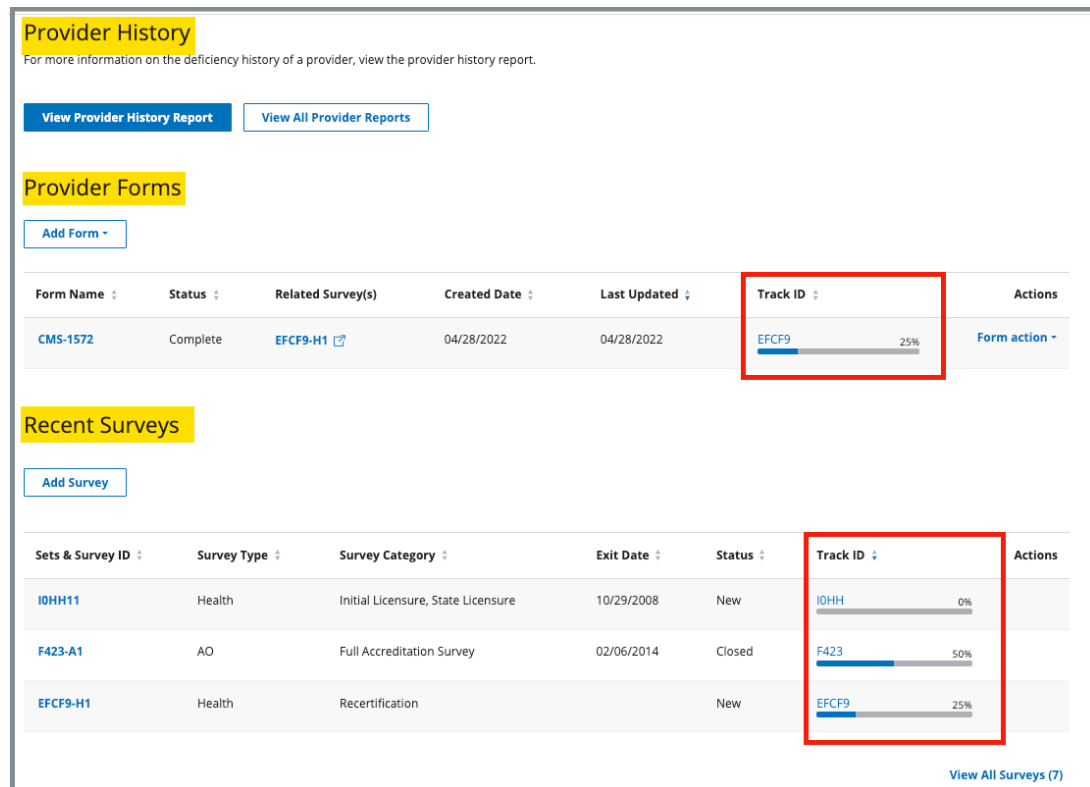 Provider History
For more information on the deficiency history of a provider, view the provider history report.
View Provider History Report View All Provider Reports
Provider Forms
Add Form
Form Name Status Related Survey(s) Created Date Last Updated Track ID Actions
CMS-1572 Complete EFCF9-H1 04/28/2022 04/28/2022 EFCF9 25% Form action
Recent Surveys
Add Survey
Sets & Survey ID Survey Type Survey Category Exit Date Status Track ID Actions
I0HH11 Health Initial Licensure, State Licensure 10/29/2008 New I0HH 0%
F423-A1 AO Full Accreditation Survey 02/06/2014 Closed F423 50%
EFCF9-H1 Health Recertification New EFCF9 25%
View All Surveys (7)